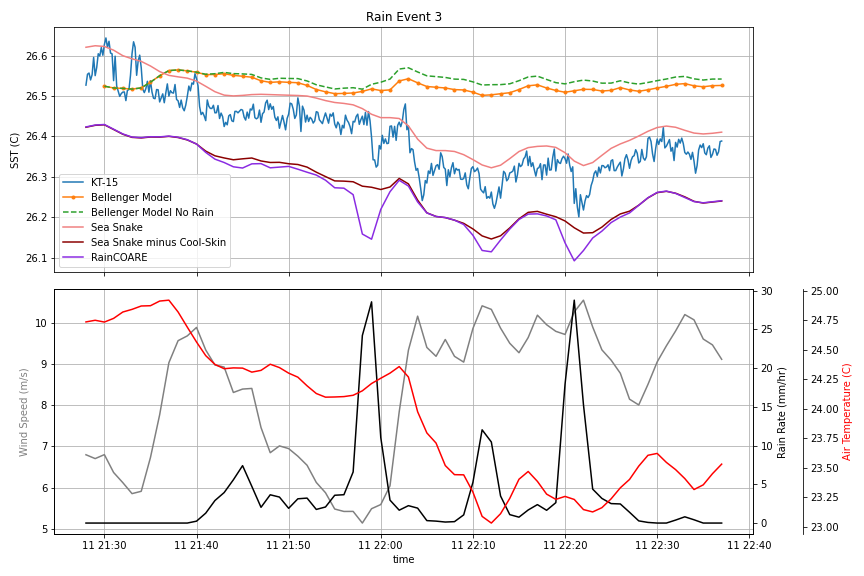 Rain Event 3
SST (C)
26.6
26.5
26.4
26.3
26.2
26.1
KT-15
Bellenger Model
Bellenger Model No Rain
Sea Snake
Sea Snake minus Cool-Skin
RainCOARE
Wind Speed (m/s)
10
9
8
7
6
5
30
25
20
15
10
5
0
Rain Rate (mm/hr)
25.00
24.75
24.50
24.25
24.00
23.75
23.50
23.25
23.00
Air Temperature (C)
11 21:30 11 21:40 11 21:50 11 22:00 11 22:10 11 22:20 11 22:30 11 22:40
time